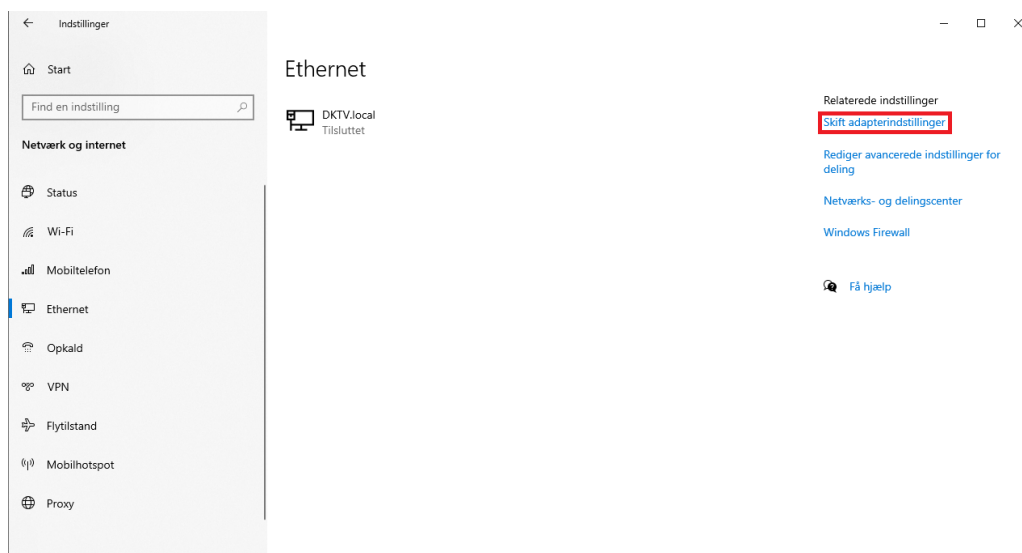 Indstillinger
Start
Find en indstilling
Netværk og internet
Status
Wi-Fi
Mobiltelefon
Ethernet
Opkald
VPN
Flytilstand
Mobilhotspot
Proxy
Ethernet
DKTV.local
Tilsluttet
Relaterede indstillinger
Skift adapterindstillinger
Rediger avancerede indstillinger for
deling
Netværks- og delingscenter
Windows Firewall
Få hjælp